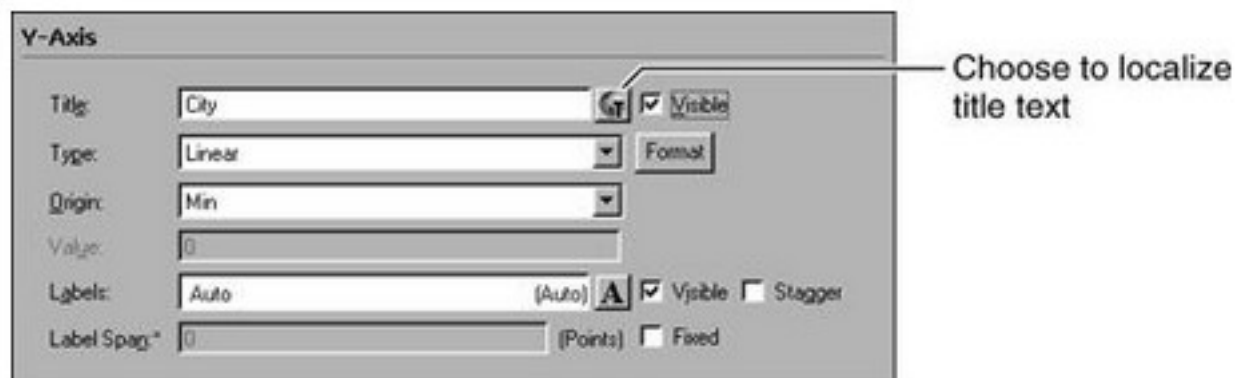 Y-Axis
Choose to localize
title text
Title: City Visible
Type: Linear Format
Origin: Min
Value: 0
Labels: Auto (Auto) A Visible Stagger
Label Span:* 0 (Points) Fixed